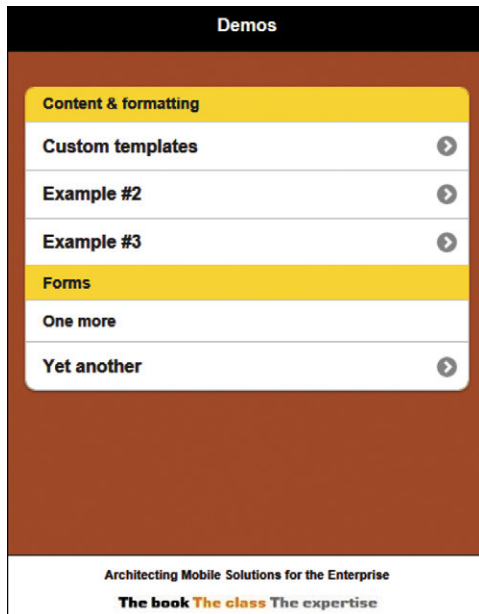 Demos
Content & formatting
Custom templates
Example #2
Example #3
Forms
One more
Yet another
Architecting Mobile Solutions for the Enterprise
The book The class The expertise